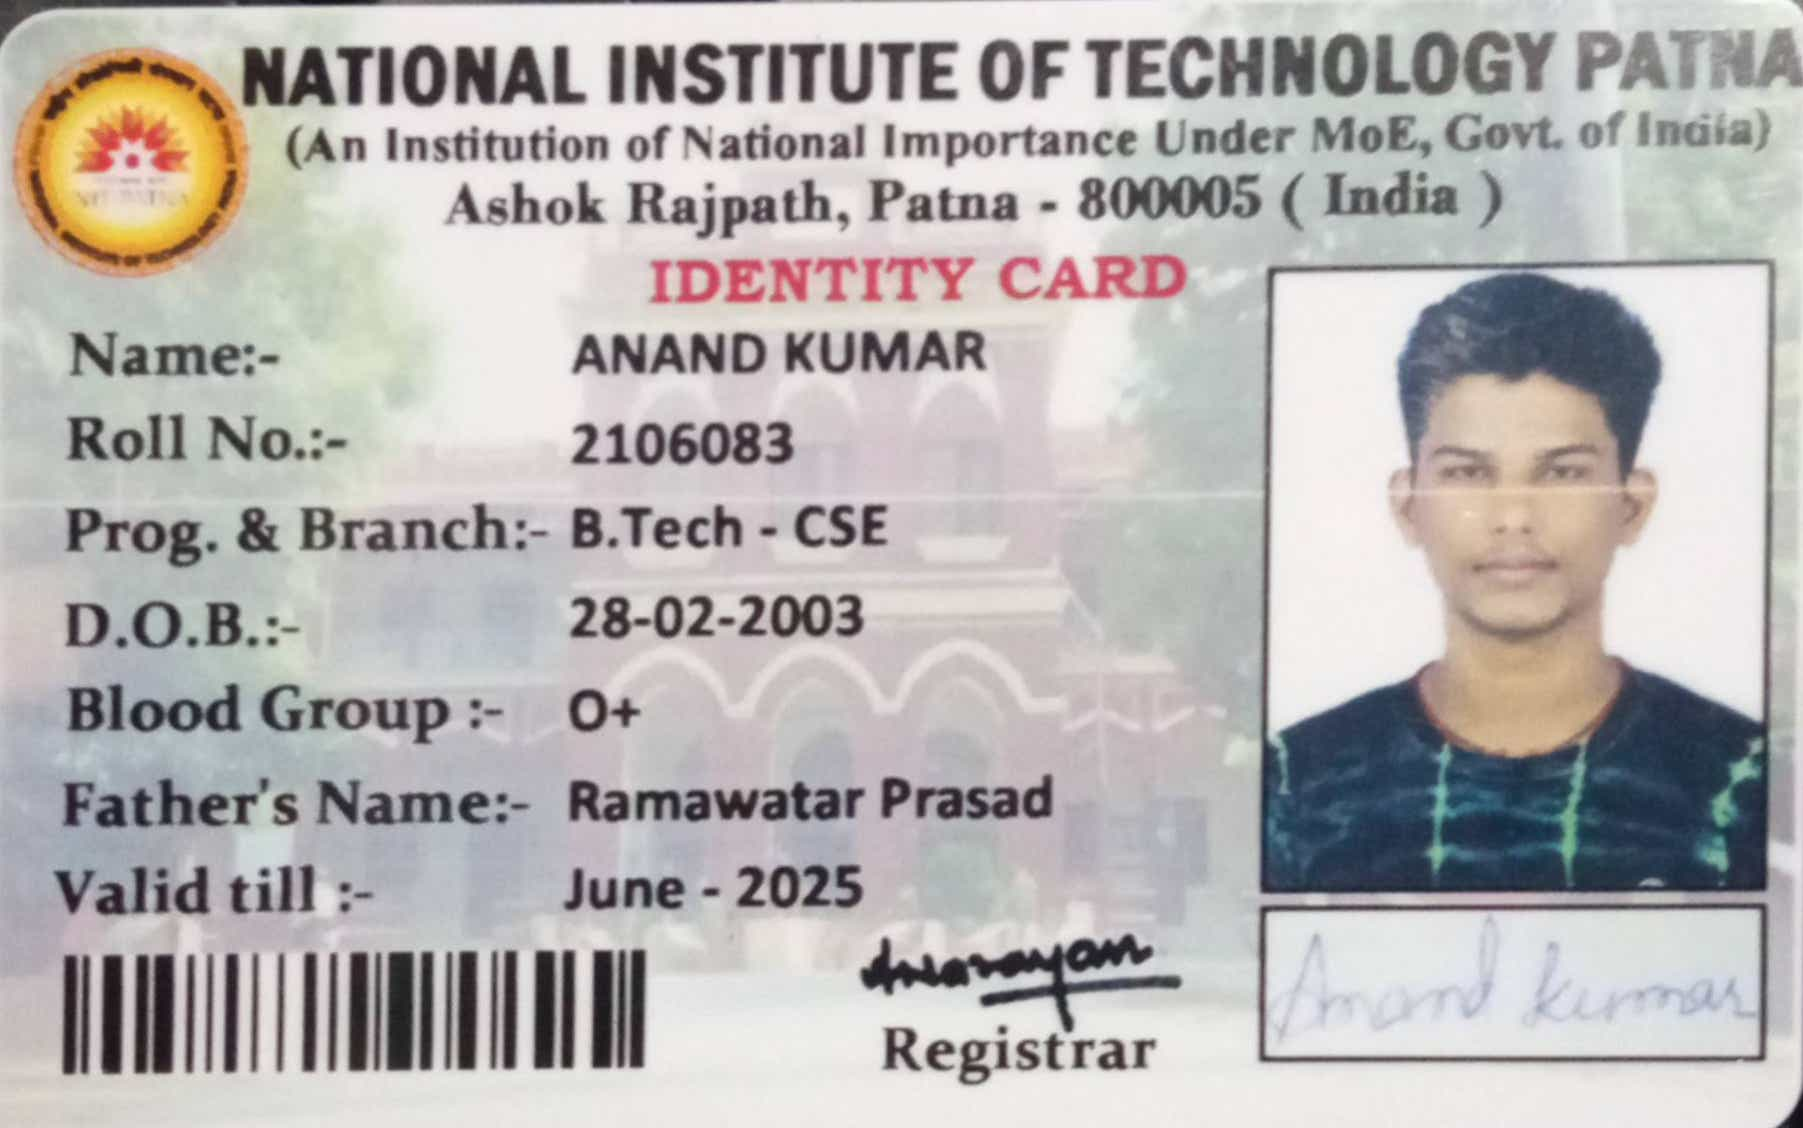 NATIONAL INSTITUTE OF TECHNOLOGY PATNA
(An Institution of National Importance Under MoE, Govt. of India)
Ashok Rajpath, Patna - 800005 ( India )
IDENTITY CARD
Name:- ANAND KUMAR
Roll No.:- 2106083
Prog. & Branch:- B.Tech - CSE
D.O.B.:- 28-02-2003
Blood Group :- O+
Father's Name:- Ramawatar Prasad
Valid till :- June - 2025
Registrar
Anand Kumar